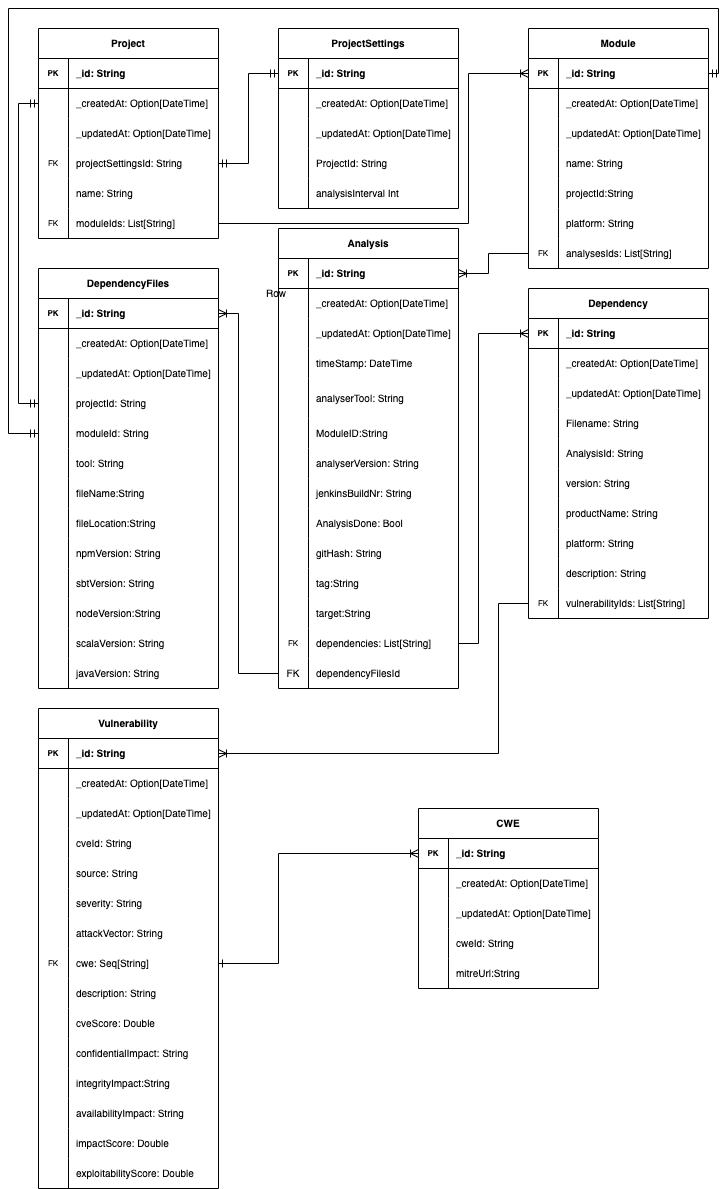 Project
PK _id: String
_createdAt: Option[DateTime]
_updatedAt: Option[DateTime]
FK projectSettingsId: String
name: String
FK moduleIds: List[String]
ProjectSettings
PK _id: String
_createdAt: Option[DateTime]
_updatedAt: Option[DateTime]
ProjectId: String
analysisInterval Int
Module
PK _id: String
_createdAt: Option[DateTime]
_updatedAt: Option[DateTime]
name: String
projectId:String
platform: String
FK analysesIds: List[String]
DependencyFiles
PK _id: String
_createdAt: Option[DateTime]
_updatedAt: Option[DateTime]
projectId: String
moduleId: String
tool: String
fileName:String
fileLocation:String
npmVersion: String
sbtVersion: String
nodeVersion:String
scalaVersion: String
javaVersion: String
Analysis
PK _id: String
Row
_createdAt: Option[DateTime]
_updatedAt: Option[DateTime]
timeStamp: DateTime
analyserTool: String
ModuleID:String
analyserVersion: String
jenkinsBuildNr: String
AnalysisDone: Bool
gitHash: String
tag:String
target:String
FK dependencies: List[String]
FK dependencyFilesId
Dependency
PK _id: String
_createdAt: Option[DateTime]
_updatedAt: Option[DateTime]
Filename: String
AnalysisId: String
version: String
productName: String
platform: String
description: String
FK vulnerabilityIds: List[String]
Vulnerability
PK _id: String
_createdAt: Option[DateTime]
_updatedAt: Option[DateTime]
cveId: String
source: String
severity: String
attackVector: String
FK cwe: Seq[String]
description: String
cveScore: Double
confidentialImpact: String
integrityImpact:String
availabilityImpact: String
impactScore: Double
exploitabilityScore: Double
CWE
PK _id: String
_createdAt: Option[DateTime]
_updatedAt: Option[DateTime]
cweId: String
mitreUrl:String